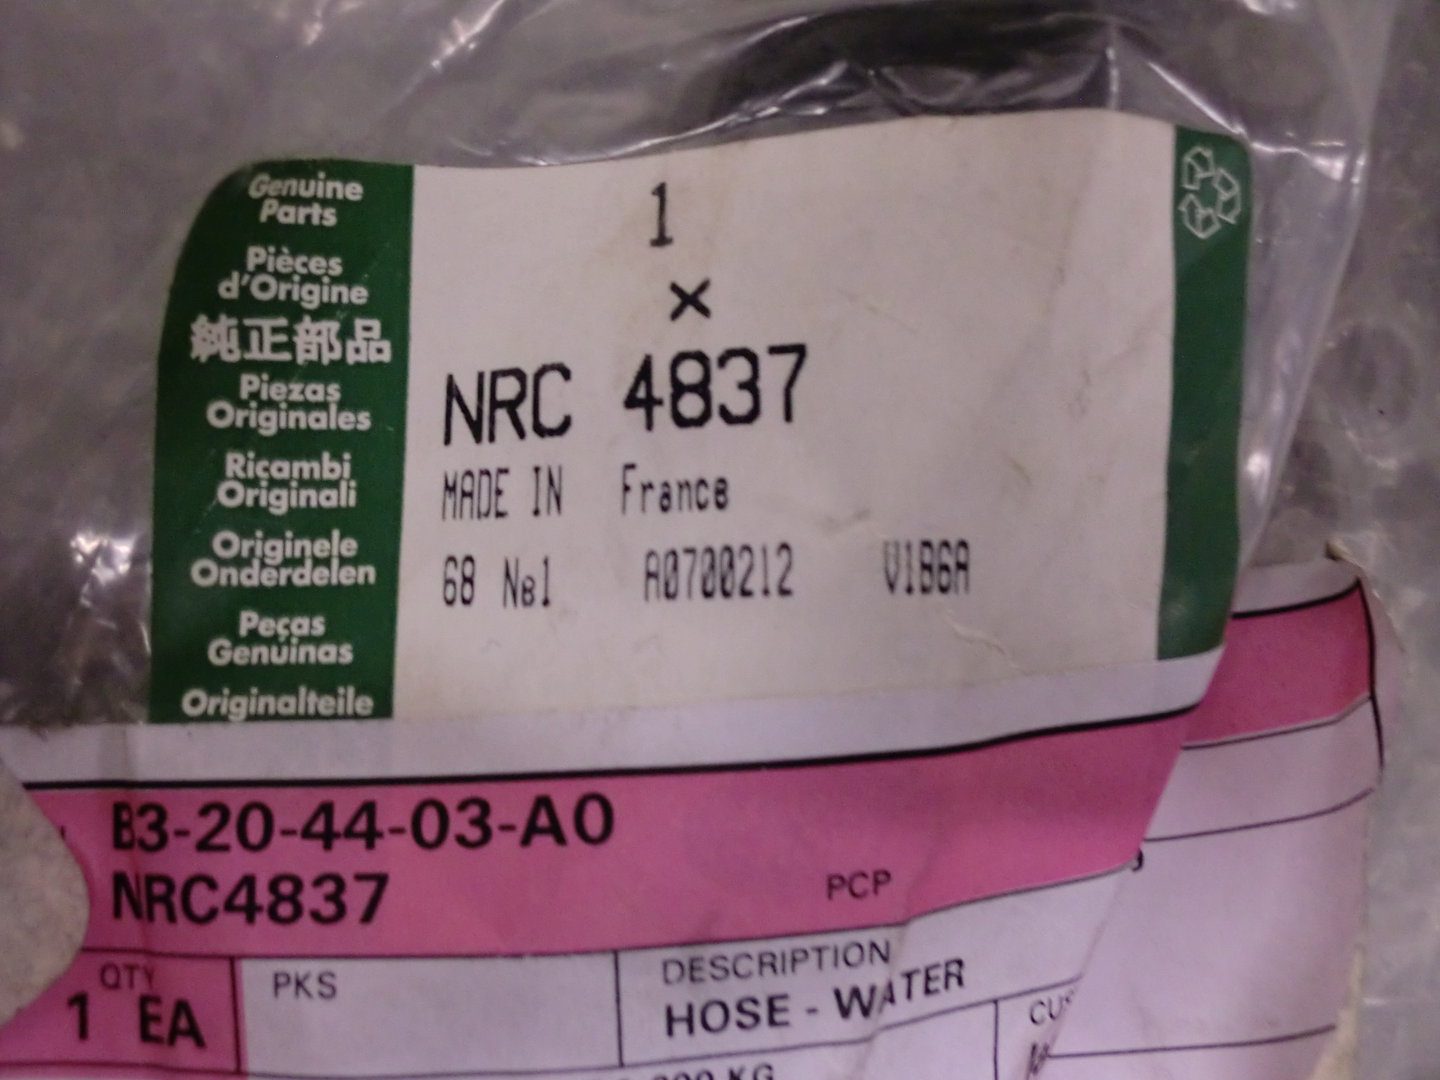 Genuine
Parts
Pièces
d'Origine
純正部品
Piezas
Originales
Ricambi
Originali
Originele
Onderdelen
Peças
Genuinas
Originalteile
1
×
NRC 4837
MADE IN France
68 №1 A0700212 V1B6A
B3-20-44-03-A0
NRC4837
PCP
QTY
1 EA
PKS
DESCRIPTION
HOSE - WATER
KG